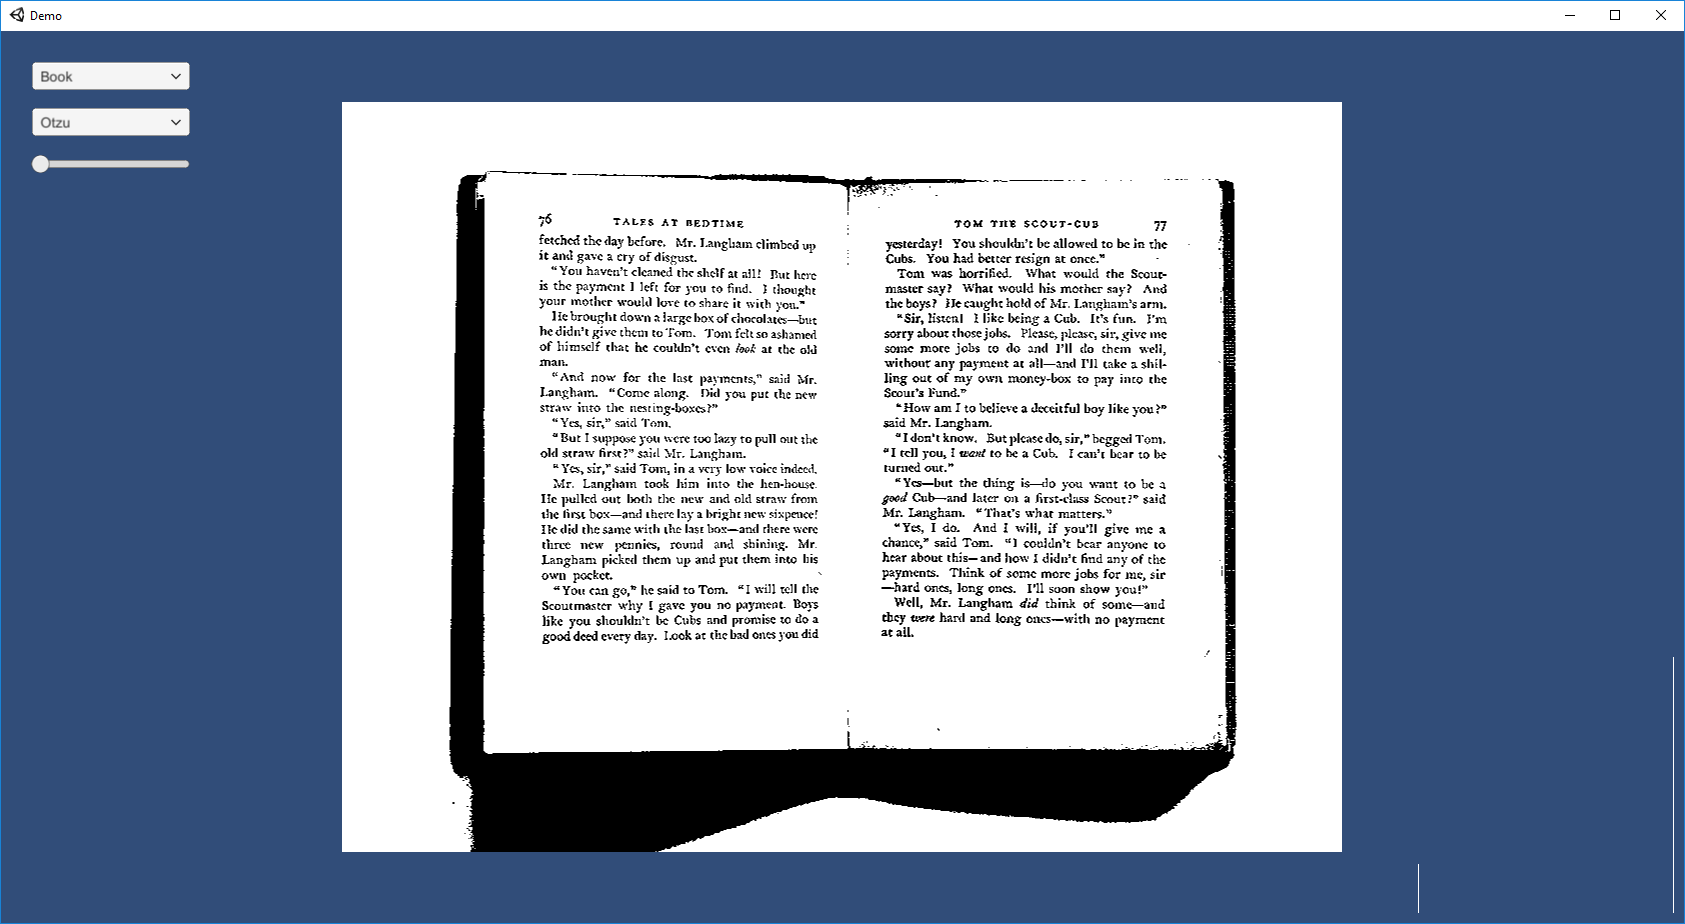 Demo
Book
Otzu
76 TALES AT BEDTIME
fetched the day before. Mr. Langham climbed up
it and gave a cry of disgust.
“You haven’t cleaned the shelf at all! But here
is the payment I left for you to find. I thought
your mother would love to share it with you.”
He brought down a large box of chocolates—but
he didn’t give them to Tom. Tom felt so ashamed
of himself that he couldn’t even look at the old
man.
“And now for the last payments,” said Mr.
Langham. “Come along. Did you put the new
straw into the nesting-boxes?”
“Yes, sir,” said Tom.
“But I suppose you were too lazy to pull out the
old straw first?” said Mr. Langham.
“Yes, sir,” said Tom, in a very low voice indeed.
Mr. Langham took him into the hen-house.
He pulled out both the new and old straw from
the first box—and there lay a bright new sixpence!
He did the same with the last box—and there were
three new pennies, round and shining. Mr.
Langham picked them up and put them into his
own pocket.
“You can go,” he said to Tom. “I will tell the
Scoutmaster why I gave you no payment. Boys
like you shouldn’t be Cubs and promise to do a
good deed every day. Look at the bad ones you did
TOM THE SCOUT-CUB 77
yesterday! You shouldn’t be allowed to be in the
Cubs. You had better resign at once.”
Tom was horrified. What would the Scout-
master say? What would his mother say? And
the boys? He caught hold of Mr. Langham’s arm.
“Sir, listen! I like being a Cub. It’s fun. I’m
sorry about those jobs. Please, please, sir, give me
some more jobs to do and I’ll do them well,
without any payment at all—and I’ll take a shil-
ling out of my own money-box to pay into the
Scout’s Fund.”
“How am I to believe a deceitful boy like you?”
said Mr. Langham.
“I don’t know. But please do, sir,” begged Tom.
“I tell you, I want to be a Cub. I can’t bear to be
turned out.”
“Yes—but the thing is—do you want to be a
good Cub—and later on a first-class Scout?” said
Mr. Langham. “That’s what matters.”
“Yes, I do. And I will, if you’ll give me a
chance,” said Tom. “I couldn’t bear anyone to
hear about this—and how I didn’t find any of the
payments. Think of some more jobs for me, sir
—hard ones, long ones. I’ll soon show you!”
Well, Mr. Langham did think of some—and
they were hard and long ones—with no payment
at all.